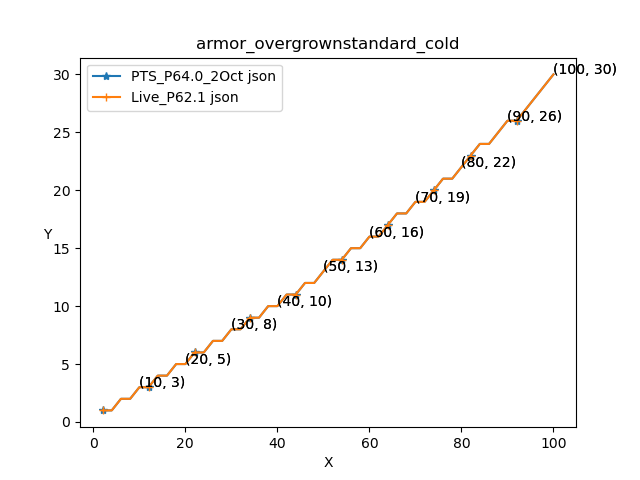 armor_overgrownstandard_cold
PTS_P64.0_2Oct json
Live_P62.1 json
30
25
20
15
10
5
0
Y
(100, 30)
(90, 26)
(80, 22)
(70, 19)
(60, 16)
(50, 13)
(40, 10)
(30, 8)
(20, 5)
(10, 3)
0 20 40 60 80 100
X